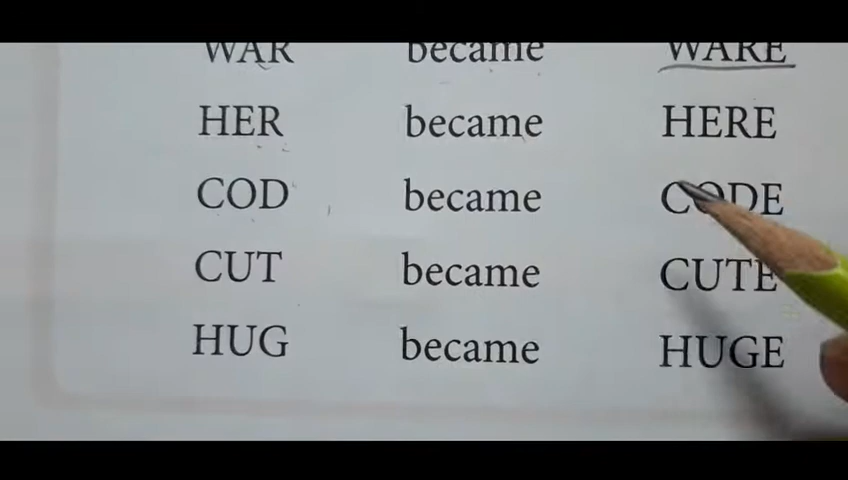 WAR became WARE
HER became HERE
COD became CODE
CUT became CUTE
HUG became HUGE